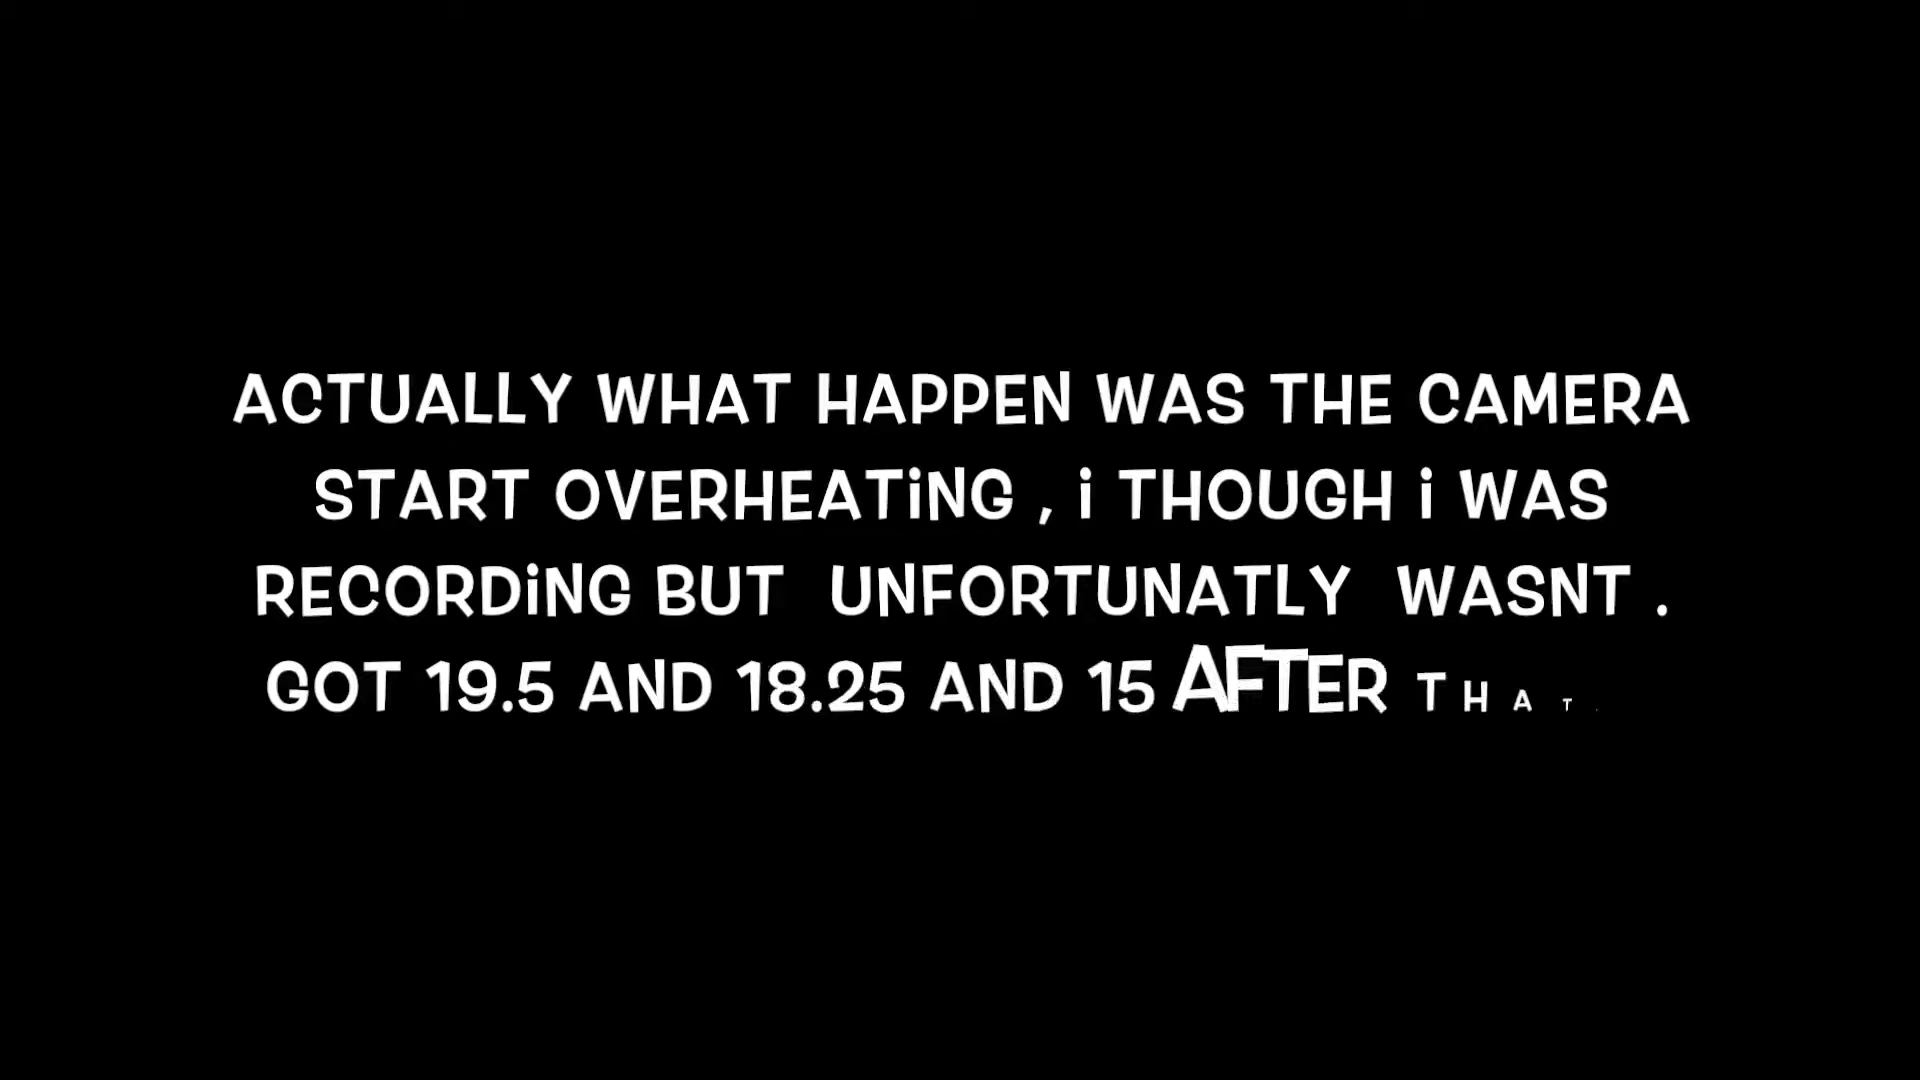 ACTUALLY WHAT HAPPEN WAS THE CAMERA
START OVERHEATiNG , i THOUGH i WAS
RECORDiNG BUT UNFORTUNATLY WASNT .
GOT 19.5 AND 18.25 AND 15 AFTER THAT.